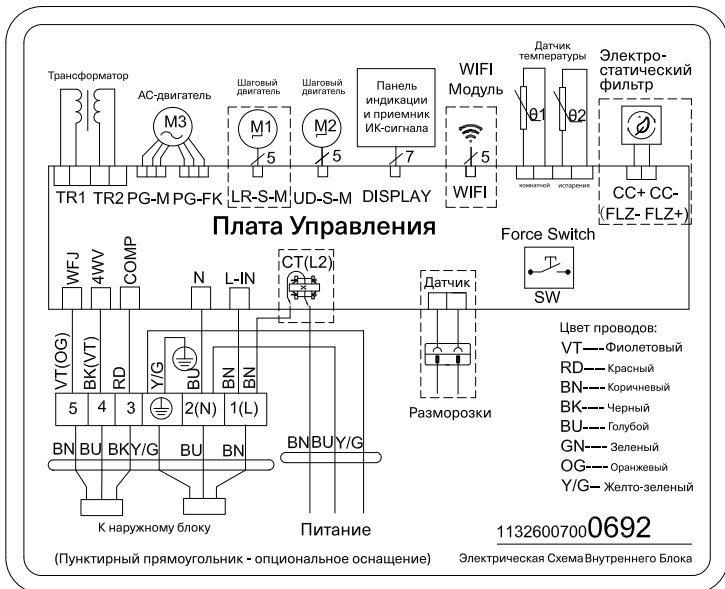 Трансформатор
АС-двигатель
M3
Шаговый
двигатель
M1
5
Шаговый
двигатель
M2
5
Панель
индикации
и приемник
ИК-сигнала
7
WIFI
Модуль
5
Датчик
температуры
θ1
θ2
Электро-
статический
фильтр
комнатной
испарения
TR1 TR2 PG-M PG-FK LR-S-M UD-S-M DISPLAY WIFI
CC+ CC-
(FLZ- FLZ+)
Плата Управления
Force Switch
SW
WFJ
4WV
COMP
N
L-IN
CT(L2)
Датчик
Разморозки
VT(OG)
BK(VT)
RD
Y/G
BU
BN
BN
5 4 3 2(N) 1(L)
BN BU BK Y/G BU BN
BN BU Y/G
К наружному блоку
Питание
Цвет проводов:
VT----Фиолетовый
RD---- Красный
BN---- Коричневый
BK---- Черный
BU---- Голубой
GN---- Зеленый
OG---- Оранжевый
Y/G— Желто-зеленый
11326007000692
(Пунктирный прямоугольник - опциональное оснащение)
Электрическая Схема Внутреннего Блока